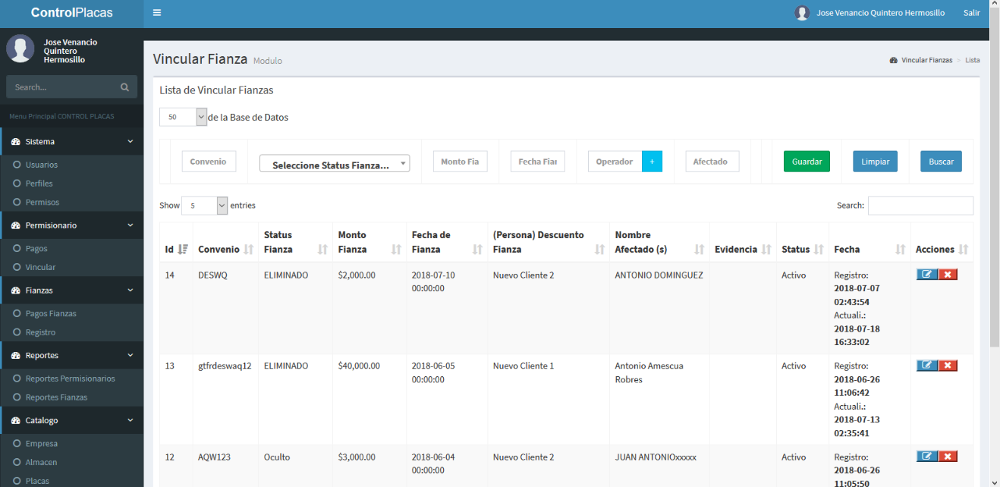 ControlPlacas
Jose Venancio Quintero Hermosillo
Salir
Jose Venancio
Quintero
Hermosillo
Search...
Menu Principal CONTROL PLACAS
Sistema
Usuarios
Perfiles
Permisos
Permisionario
Pagos
Vincular
Fianzas
Pagos Fianzas
Registro
Reportes
Reportes Permisionarios
Reportes Fianzas
Catalogo
Empresa
Almacen
Placas
Vincular Fianza Modulo
Vincular Fianzas > Lista
Lista de Vincular Fianzas
50 de la Base de Datos
Convenio Seleccione Status Fianza... Monto Fia Fecha Fiar Operador + Afectado Guardar Limpiar Buscar
Show 5 entries Search:
Id Convenio Status Fianza Monto Fianza Fecha de Fianza (Persona) Descuento Fianza Nombre Afectado (s) Evidencia Status Fecha Acciones
14 DESWQ ELIMINADO $2,000.00 2018-07-10 Nuevo Cliente 2 ANTONIO DOMINGUEZ Activo Registro:
00:00:00 2018-07-07
02:43:54
Actuali.:
2018-07-18
16:33:02
13 gtfrdeswaq12 ELIMINADO $40,000.00 2018-06-05 Nuevo Cliente 1 Antonio Amescua Activo Registro:
00:00:00 Robres 2018-06-26
11:06:42
Actuali.:
2018-07-13
02:35:41
12 AQW123 Oculto $3,000.00 2018-06-04 Nuevo Cliente 2 JUAN ANTONIOxxxxx Activo Registro:
00:00:00 2018-06-26
11:05:50